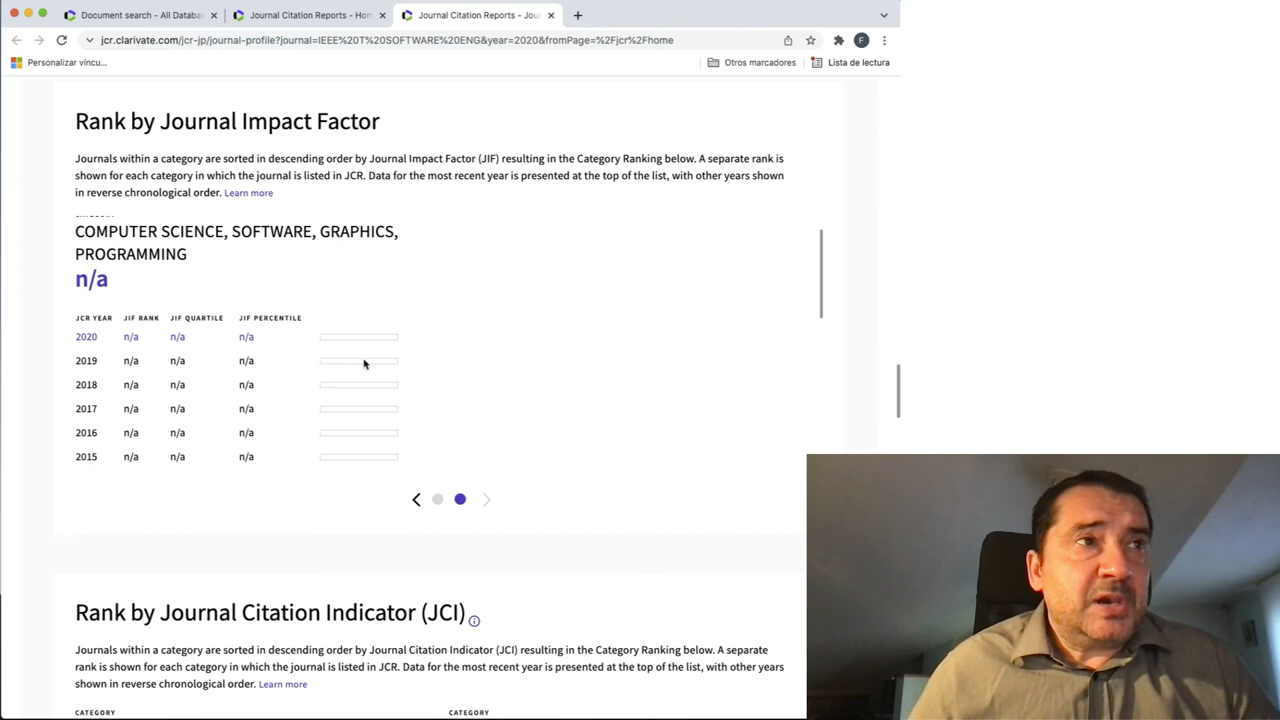 Document search - All Databa
Journal Citation Reports - Hom
Journal Citation Reports - Jou
jcr.clarivate.com/jcr-jp/journal-profile?journal=IEEE%20T%20SOFTWARE%20ENG&year=2020&fromPage=%2Fjcr%2Fhome
F
Personalizar víncu...
Otros marcadores
Lista de lectura
Rank by Journal Impact Factor
Journals within a category are sorted in descending order by Journal Impact Factor (JIF) resulting in the Category Ranking below. A separate rank is
shown for each category in which the journal is listed in JCR. Data for the most recent year is presented at the top of the list, with other years shown
in reverse chronological order. Learn more
COMPUTER SCIENCE, SOFTWARE, GRAPHICS,
PROGRAMMING
n/a
JCR YEAR JIF RANK JIF QUARTILE JIF PERCENTILE
2020 n/a n/a n/a
2019 n/a n/a n/a
2018 n/a n/a n/a
2017 n/a n/a n/a
2016 n/a n/a n/a
2015 n/a n/a n/a
Rank by Journal Citation Indicator (JCI)
Journals within a category are sorted in descending order by Journal Citation Indicator (JCI) resulting in the Category Ranking below. A separate
rank is shown for each category in which the journal is listed in JCR. Data for the most recent year is presented at the top of the list, with other years
shown in reverse chronological order. Learn more
CATEGORY CATEGORY